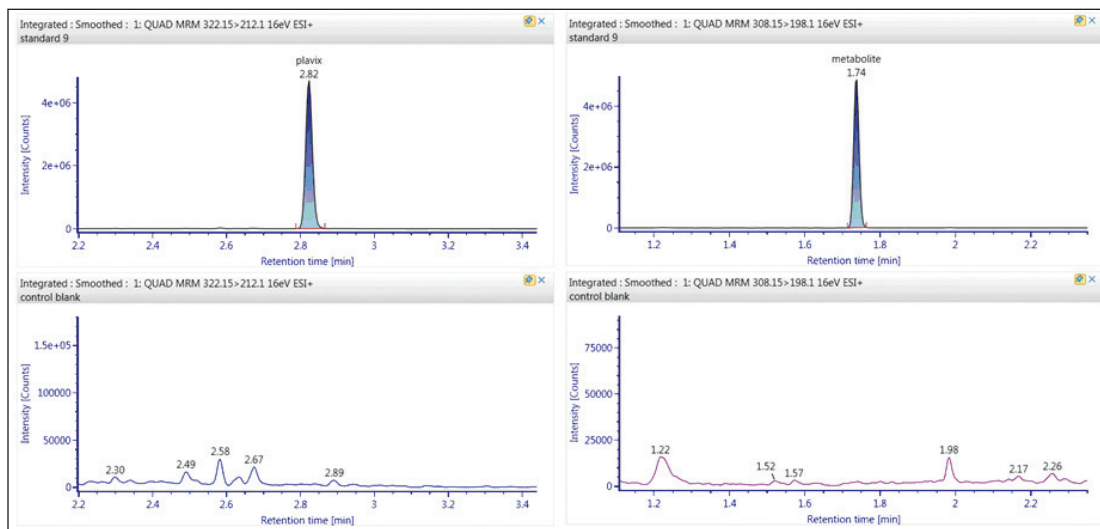 Integrated : Smoothed : 1: QUAD MRM 322.15>212.1 16eV ESI+
standard 9
plavix
2.82
Intensity [Counts]
4e+06
2e+06
0
2.2 2.4 2.6 2.8 3 3.2 3.4
Retention time [min]
Integrated : Smoothed : 1: QUAD MRM 308.15>198.1 16eV ESI+
standard 9
metabolite
1.74
Intensity [Counts]
4e+06
2e+06
0
1.2 1.4 1.6 1.8 2 2.2
Retention time [min]
Integrated : Smoothed : 1: QUAD MRM 322.15>212.1 16eV ESI+
control blank
Intensity [Counts]
1.5e+05
100000
50000
0
2.30 2.49 2.58 2.67 2.89
2.2 2.4 2.6 2.8 3 3.2 3.4
Retention time [min]
Integrated : Smoothed : 1: QUAD MRM 308.15>198.1 16eV ESI+
control blank
Intensity [Counts]
75000
50000
25000
0
1.22 1.52 1.57 1.98 2.17 2.26
1.2 1.4 1.6 1.8 2 2.2
Retention time [min]